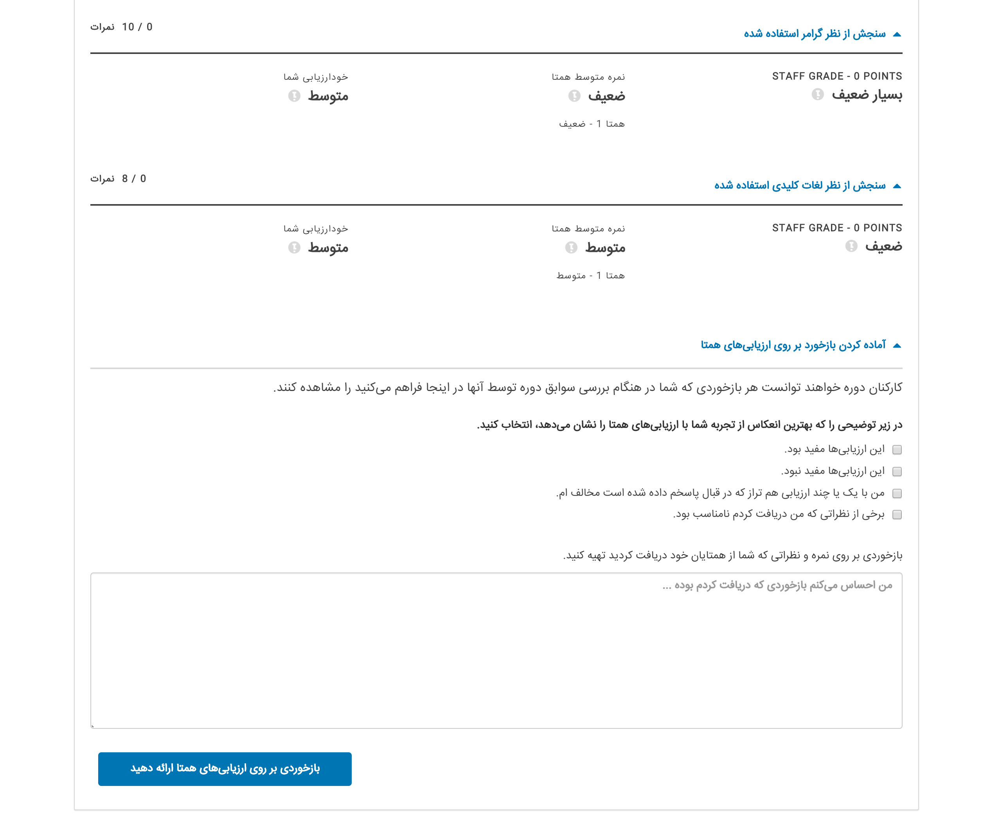 سنجش از نظر گرامر استفاده شده
نمرات 10 / 0
STAFF GRADE - 0 POINTS
بسیار ضعیف
نمره متوسط همتا
ضعیف
همتا 1 - ضعیف
خودارزیابی شما
متوسط
سنجش از نظر لغات کلیدی استفاده شده
نمرات 8 / 0
STAFF GRADE - 0 POINTS
ضعیف
نمره متوسط همتا
متوسط
همتا 1 - متوسط
خودارزیابی شما
متوسط
آماده کردن بازخورد بر روی ارزیابی‌های همتا
کارکنان دوره خواهند توانست هر بازخوردی که شما در هنگام بررسی سوابق دوره توسط آنها در اینجا فراهم می‌کنید را مشاهده کنند.
در زیر توضیحی را که بهترین انعکاس از تجربه شما با ارزیابی‌های همتا را نشان می‌دهد، انتخاب کنید.
این ارزیابی‌ها مفید بود.
این ارزیابی‌ها مفید نبود.
من با یک یا چند ارزیابی هم تراز که در قبال پاسخم داده شده است مخالف ام.
برخی از نظراتی که من دریافت کردم نامناسب بود.
بازخوردی بر روی نمره و نظراتی که شما از همتایان خود دریافت کردید تهیه کنید.
من احساس می‌کنم بازخوردی که دریافت کردم بوده ...
بازخوردی بر روی ارزیابی‌های همتا ارائه دهید